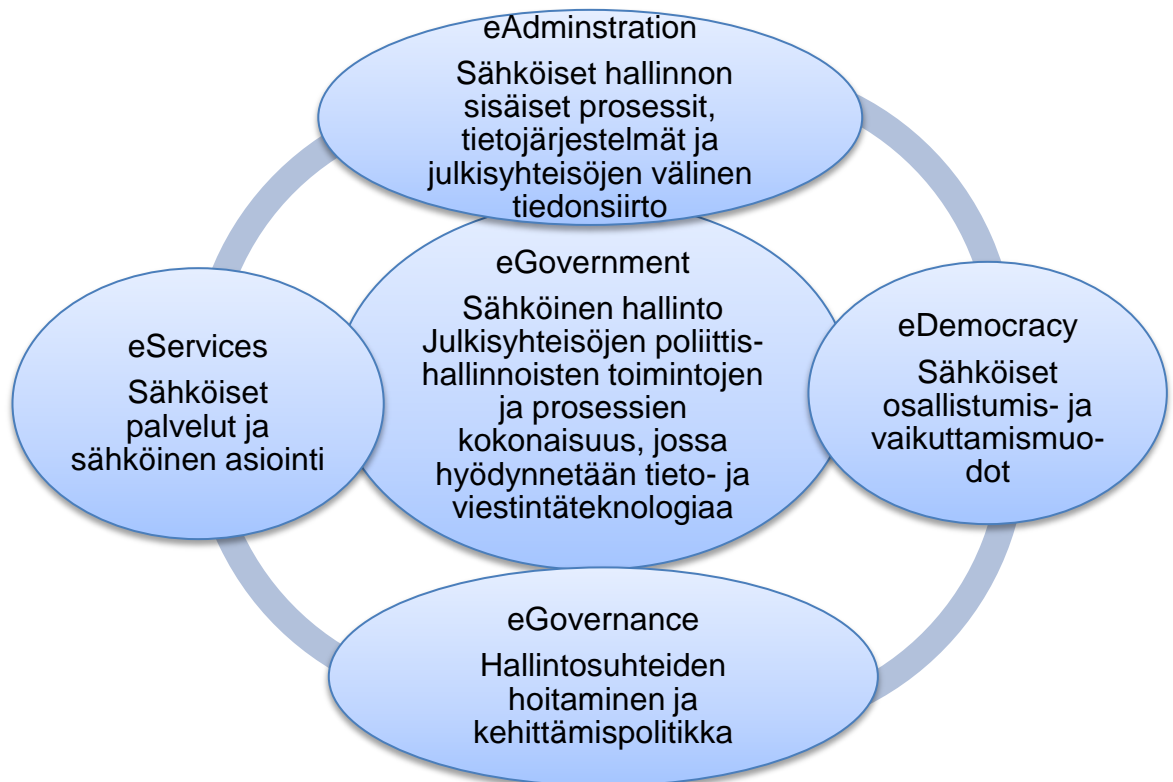 eAdminstration
Sähköiset hallinnon
sisäiset prosessit,
tietojärjestelmät ja
julkisyhteisöjen välinen
tiedonsiirto
eGovernment
Sähköinen hallinto
Julkisyhteisöjen poliittis-
hallinnoisten toimintojen
ja prosessien
kokonaisuus, jossa
hyödynnetään tieto- ja
viestintäteknologiaa
eServices
Sähköiset
palvelut ja
sähköinen asiointi
eDemocracy
Sähköiset
osallistumis- ja
vaikuttamismuo-
dot
eGovernance
Hallintosuhteiden
hoitaminen ja
kehittämispolitikka